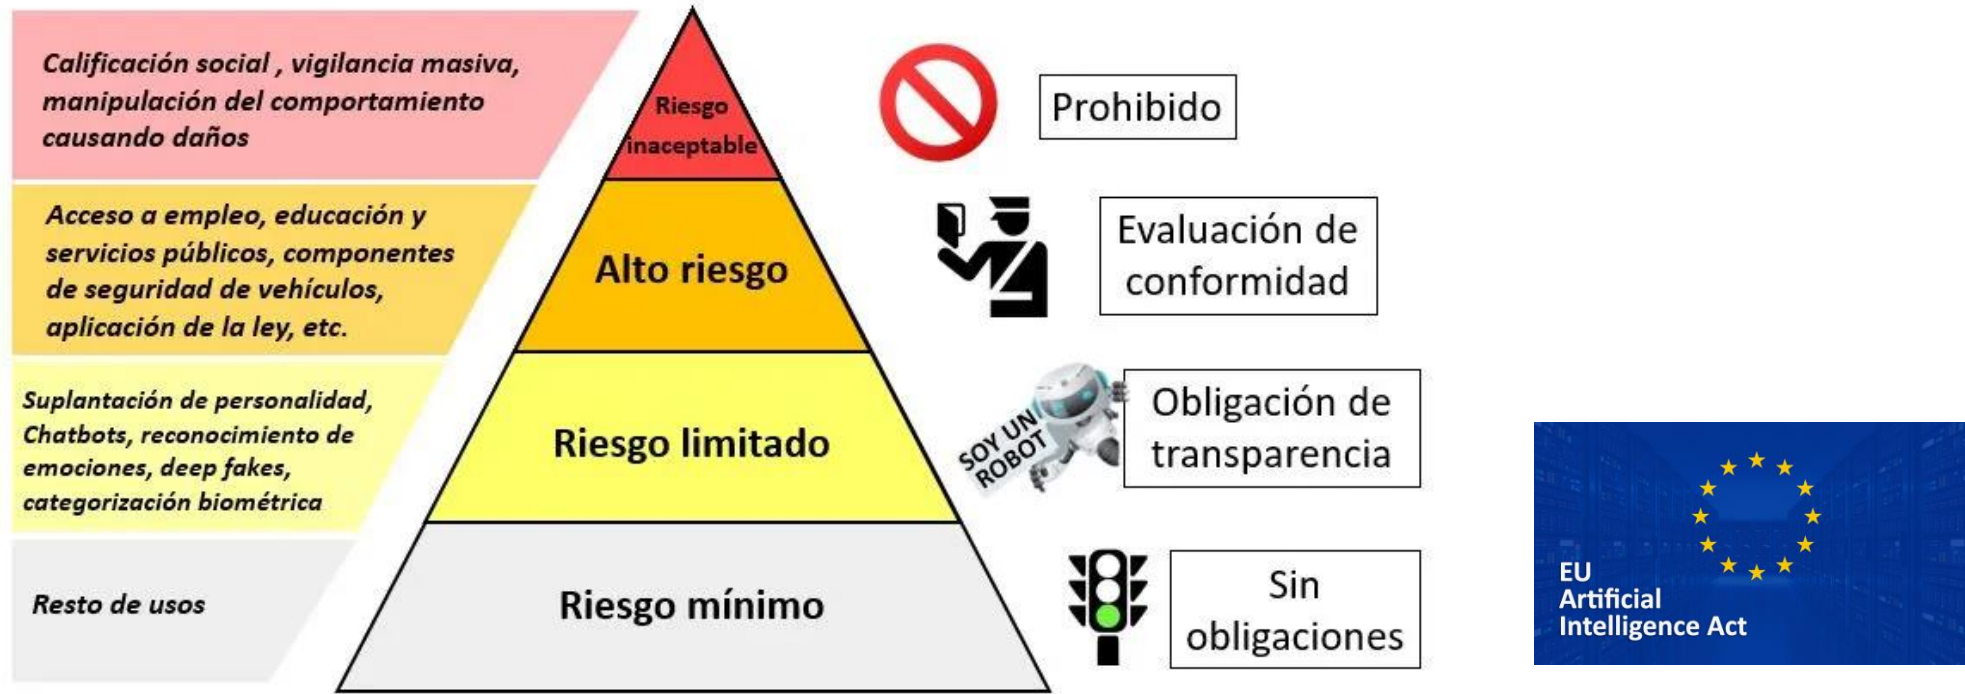 Calificación social , vigilancia masiva,
manipulación del comportamiento
causando daños
Riesgo
inaceptable
Prohibido
Acceso a empleo, educación y
servicios públicos, componentes
de seguridad de vehículos,
aplicación de la ley, etc.
Alto riesgo
Evaluación de
conformidad
Suplantación de personalidad,
Chatbots, reconocimiento de
emociones, deep fakes,
categorización biométrica
Riesgo limitado
SOY UN
ROBOT
Obligación de
transparencia
Resto de usos
Riesgo mínimo
Sin
obligaciones
EU
Artificial
Intelligence Act